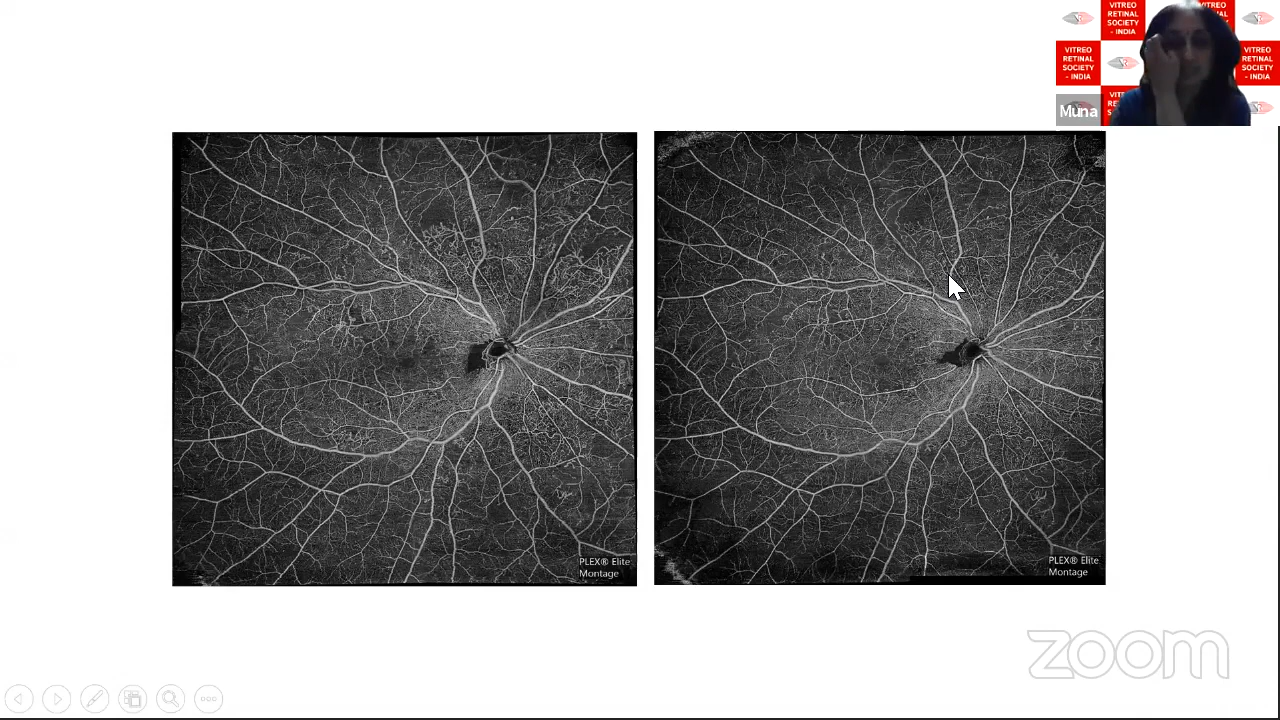 VITREO
RETINAL
SOCIETY
- INDIA
VITREO
RETINAL
SOCIETY
- INDIA
VITREO
RETINAL
SOCIETY
- INDIA
Muna
PLEX® Elite
Montage
PLEX® Elite
Montage
zoom